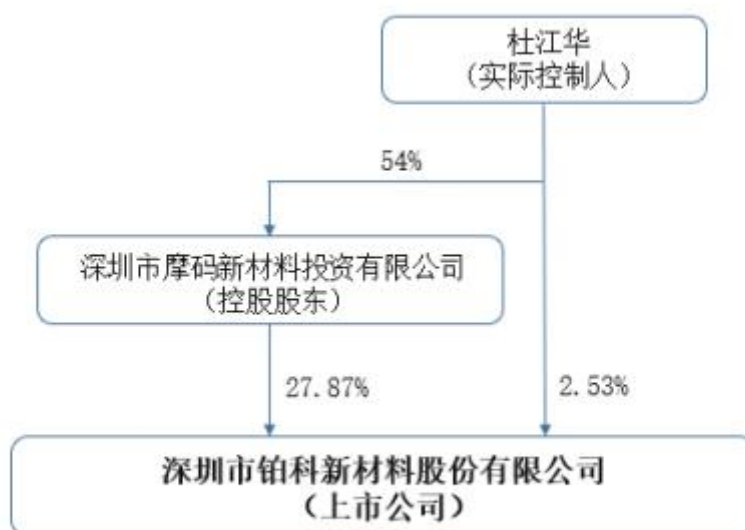 杜江华
（实际控制人）
54%
深圳市摩码新材料投资有限公司
（控股股东）
27.87%
2.53%
深圳市铂科新材料股份有限公司
（上市公司）